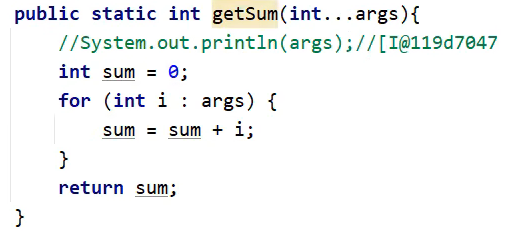 public static int getSum(int...args){
    //System.out.println(args);//[I@119d7047
    int sum = 0;
    for (int i : args) {
        sum = sum + i;
    }
    return sum;
}